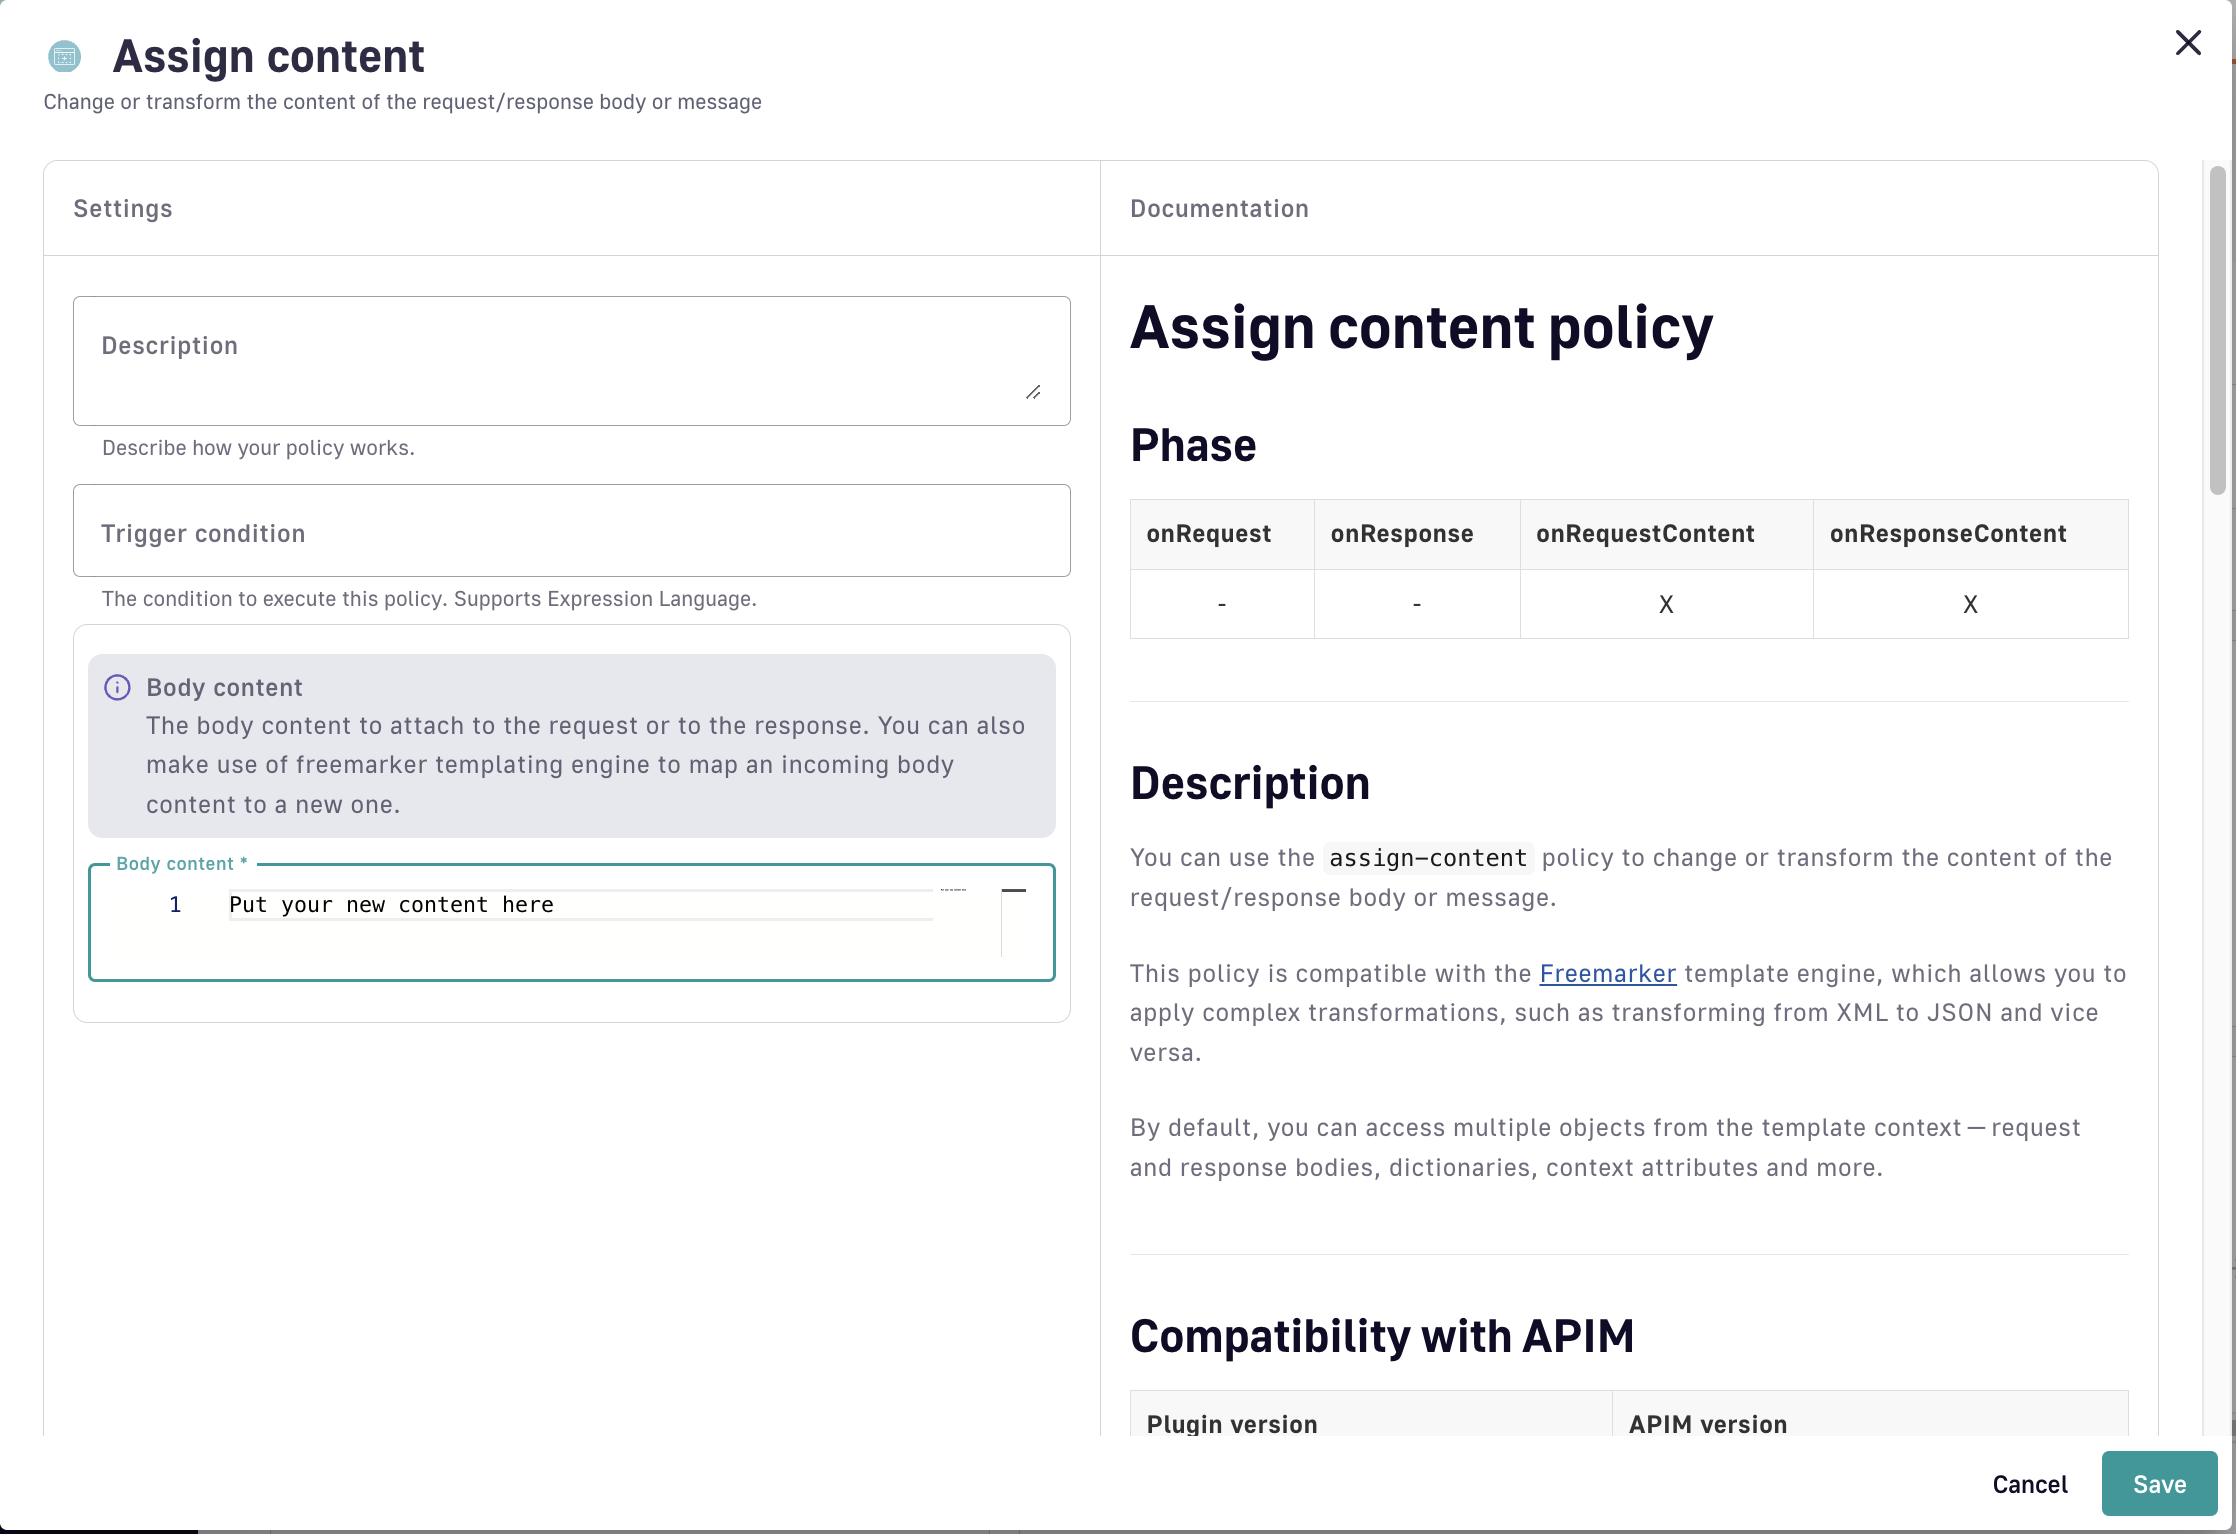 Assign content
Change or transform the content of the request/response body or message
Settings
Description
Describe how your policy works.
Trigger condition
The condition to execute this policy. Supports Expression Language.
Body content
The body content to attach to the request or to the response. You can also
make use of freemarker templating engine to map an incoming body
content to a new one.
Body content *
1 Put your new content here
Documentation
Assign content policy
Phase
onRequest onResponse onRequestContent onResponseContent
- - X X
Description
You can use the assign-content policy to change or transform the content of the
request/response body or message.
This policy is compatible with the Freemarker template engine, which allows you to
apply complex transformations, such as transforming from XML to JSON and vice
versa.
By default, you can access multiple objects from the template context — request
and response bodies, dictionaries, context attributes and more.
Compatibility with APIM
Plugin version APIM version
Cancel Save